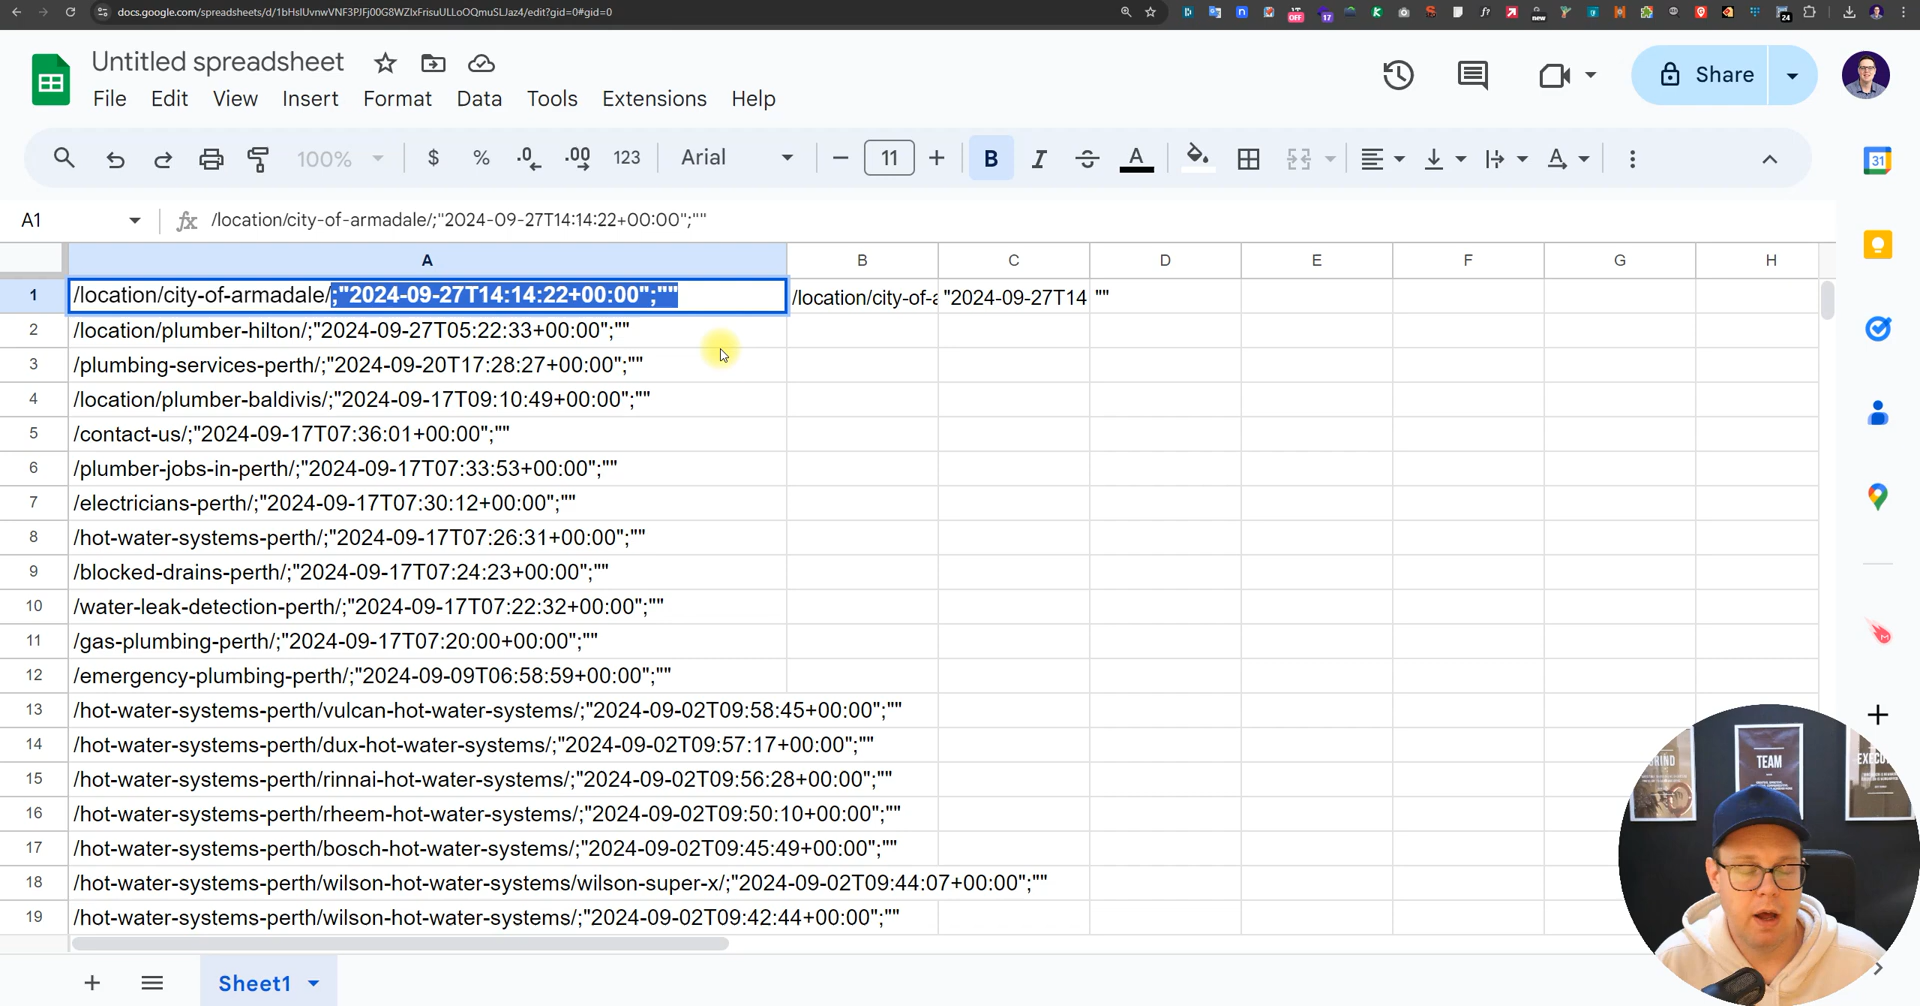 docs.google.com/spreadsheets/d/1bHslUvnwVNF3PJFj00G8WZlxFrisuULLoOQmuSLJaz4/edit?gid=0#gid=0
OFF
17
new
24
Untitled spreadsheet
File Edit View Insert Format Data Tools Extensions Help
Share
100% $ % .0 .00 123 Arial 11 B I A
31
A1 fx /location/city-of-armadale/;"2024-09-27T14:14:22+00:00";""
A B C D E F G H
1 /location/city-of-armadale/;"2024-09-27T14:14:22+00:00";"" /location/city-of-a "2024-09-27T14 ""
2 /location/plumber-hilton/;"2024-09-27T05:22:33+00:00";""
3 /plumbing-services-perth/;"2024-09-20T17:28:27+00:00";""
4 /location/plumber-baldivis/;"2024-09-17T09:10:49+00:00";""
5 /contact-us/;"2024-09-17T07:36:01+00:00";""
6 /plumber-jobs-in-perth/;"2024-09-17T07:33:53+00:00";""
7 /electricians-perth/;"2024-09-17T07:30:12+00:00";""
8 /hot-water-systems-perth/;"2024-09-17T07:26:31+00:00";""
9 /blocked-drains-perth/;"2024-09-17T07:24:23+00:00";""
10 /water-leak-detection-perth/;"2024-09-17T07:22:32+00:00";""
11 /gas-plumbing-perth/;"2024-09-17T07:20:00+00:00";""
12 /emergency-plumbing-perth/;"2024-09-09T06:58:59+00:00";""
13 /hot-water-systems-perth/vulcan-hot-water-systems/;"2024-09-02T09:58:45+00:00";""
14 /hot-water-systems-perth/dux-hot-water-systems/;"2024-09-02T09:57:17+00:00";""
15 /hot-water-systems-perth/rinnai-hot-water-systems/;"2024-09-02T09:56:28+00:00";""
16 /hot-water-systems-perth/rheem-hot-water-systems/;"2024-09-02T09:50:10+00:00";""
17 /hot-water-systems-perth/bosch-hot-water-systems/;"2024-09-02T09:45:49+00:00";""
18 /hot-water-systems-perth/wilson-hot-water-systems/wilson-super-x/;"2024-09-02T09:44:07+00:00";""
19 /hot-water-systems-perth/wilson-hot-water-systems/;"2024-09-02T09:42:44+00:00";""
TEAM
Sheet1